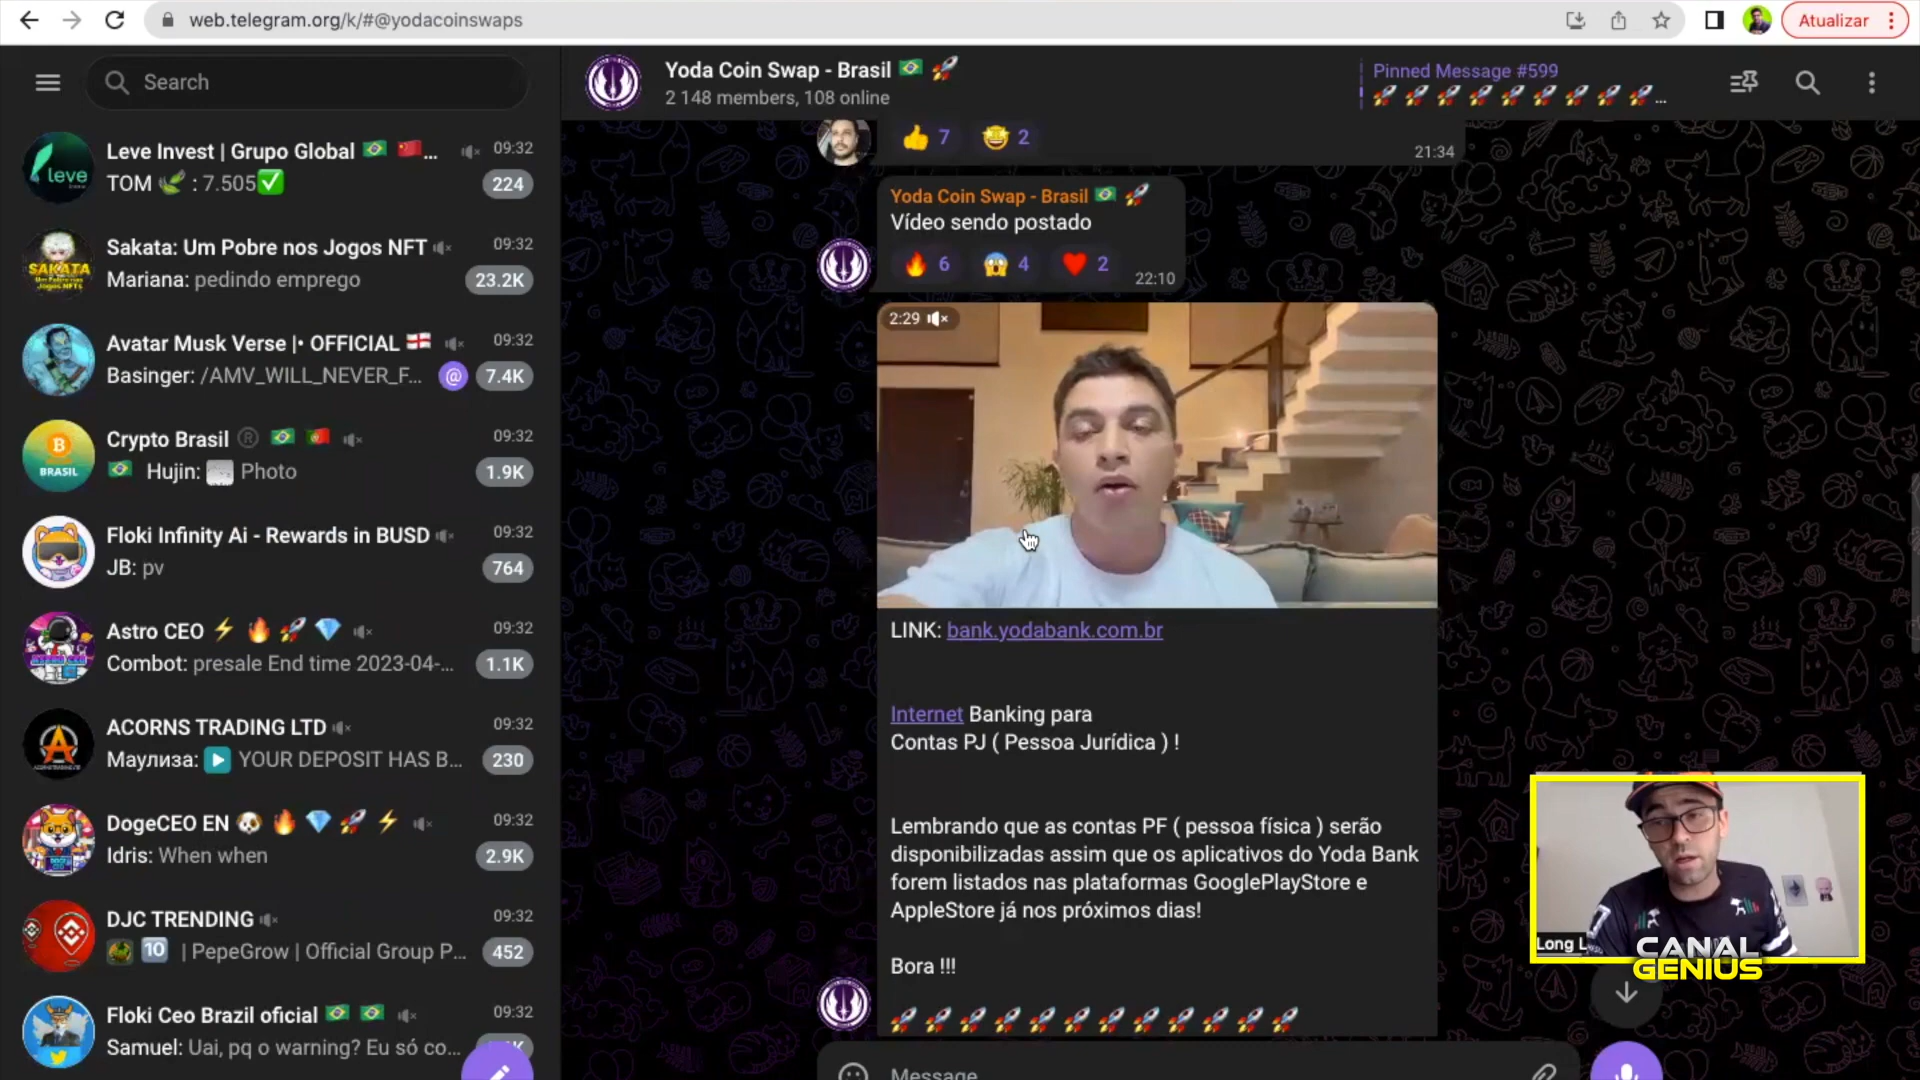 web.telegram.org/k/#@yodacoinswaps
Atualizar
Search
Leve Invest | Grupo Global 🇧🇷 🇨🇳... 09:32
TOM 🌿 : 7.505✅ 224
Sakata: Um Pobre nos Jogos NFT 09:32
Mariana: pedindo emprego 23.2K
Avatar Musk Verse |• OFFICIAL 09:32
Basinger: /AMV_WILL_NEVER_F... @ 7.4K
Crypto Brasil ® 🇧🇷 🇵🇹 09:32
🇧🇷 Hujin: Photo 1.9K
Floki Infinity Ai - Rewards in BUSD 09:32
JB: pv 764
Astro CEO ⚡ 🔥 🚀 💎 09:32
Combot: presale End time 2023-04-... 1.1K
ACORNS TRADING LTD 09:32
Маулиза: ▶️ YOUR DEPOSIT HAS B... 230
DogeCEO EN 🐶 🔥 💎 🚀 ⚡ 09:32
Idris: When when 2.9K
DJC TRENDING 09:32
🔟 | PepeGrow | Official Group P... 452
Floki Ceo Brazil oficial 🇧🇷 🇧🇷 09:32
Samuel: Uai, pq o warning? Eu só co...
leve
SAKATA
BRASIL
Yoda Coin Swap - Brasil 🇧🇷 🚀
2 148 members, 108 online
Pinned Message #599
🚀 🚀 🚀 🚀 🚀 🚀 🚀 🚀 🚀...
👍 7 🤩 2
21:34
Yoda Coin Swap - Brasil 🇧🇷 🚀
Vídeo sendo postado
🔥 6 😱 4 ❤️ 2 22:10
2:29
LINK: bank.yodabank.com.br
Internet Banking para
Contas PJ ( Pessoa Jurídica ) !
Lembrando que as contas PF ( pessoa física ) serão
disponibilizadas assim que os aplicativos do Yoda Bank
forem listados nas plataformas GooglePlayStore e
AppleStore já nos próximos dias!
Bora !!!
🚀 🚀 🚀 🚀 🚀 🚀 🚀 🚀 🚀 🚀 🚀 🚀
Message
Long L
CANAL
GENIUS